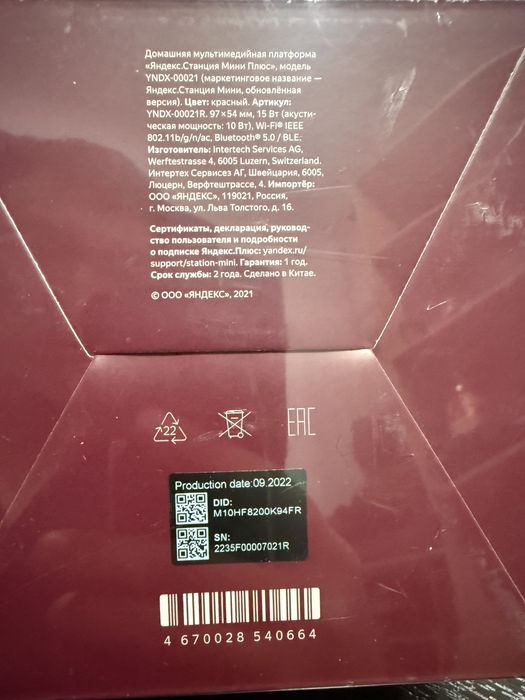 Домашняя мультимедийная платформа
«Яндекс.Станция Мини Плюс», модель
YNDX-00021 (маркетинговое название —
Яндекс.Станция Мини, обновлённая
версия). Цвет: красный. Артикул:
YNDX-00021R. 97×54 мм, 15 Вт (акусти-
ческая мощность: 10 Вт), Wi-Fi® IEEE
802.11b/g/n/ac, Bluetooth® 5.0 / BLE.
Изготовитель: Intertech Services AG,
Werftestrasse 4, 6005 Luzern, Switzerland.
Интертех Сервисез АГ, Швейцария, 6005,
Люцерн, Верфтештрассе, 4. Импортёр:
ООО «ЯНДЕКС», 119021, Россия,
г. Москва, ул. Льва Толстого, д. 16.
Сертификаты, декларация, руковод-
ство пользователя и подробности
о подписке Яндекс.Плюс: yandex.ru/
support/station-mini. Гарантия: 1 год.
Срок службы: 2 года. Сделано в Китае.
© ООО «ЯНДЕКС», 2021
22
EAC
Production date:09.2022
DID:
M10HF8200K94FR
SN:
2235F00007021R
4 670028 540664